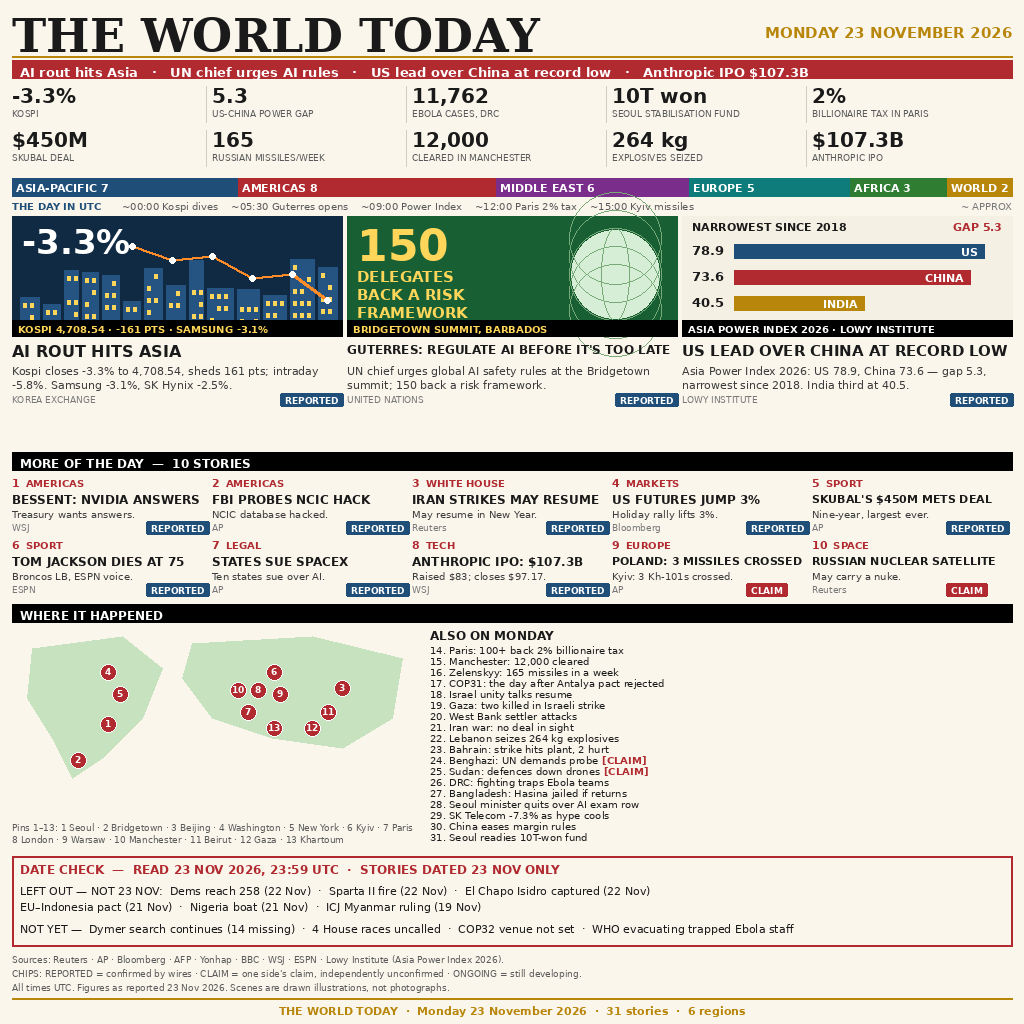 THE WORLD TODAY
MONDAY 23 NOVEMBER 2026
AI rout hits Asia · UN chief urges AI rules · US lead over China at record low · Anthropic IPO $107.3B
-3.3%
KOSPI
5.3
US-CHINA POWER GAP
11,762
EBOLA CASES, DRC
10T won
SEOUL STABILISATION FUND
2%
BILLIONAIRE TAX IN PARIS
$450M
SKUBAL DEAL
165
RUSSIAN MISSILES/WEEK
12,000
CLEARED IN MANCHESTER
264 kg
EXPLOSIVES SEIZED
$107.3B
ANTHROPIC IPO
ASIA-PACIFIC 7
AMERICAS 8
MIDDLE EAST 6
EUROPE 5
AFRICA 3
WORLD 2
THE DAY IN UTC ~00:00 Kospi dives ~05:30 Guterres opens ~09:00 Power Index ~12:00 Paris 2% tax ~15:00 Kyiv missiles ~ APPROX
-3.3%
KOSPI 4,708.54 · -161 PTS · SAMSUNG -3.1%
AI ROUT HITS ASIA
Kospi closes -3.3% to 4,708.54, sheds 161 pts; intraday
-5.8%. Samsung -3.1%, SK Hynix -2.5%.
KOREA EXCHANGE
REPORTED
150
DELEGATES
BACK A RISK
FRAMEWORK
BRIDGETOWN SUMMIT, BARBADOS
GUTERRES: REGULATE AI BEFORE IT'S TOO LATE
UN chief urges global AI safety rules at the Bridgetown
summit; 150 back a risk framework.
UNITED NATIONS
REPORTED
NARROWEST SINCE 2018
GAP 5.3
78.9
US
73.6
CHINA
40.5
INDIA
ASIA POWER INDEX 2026 · LOWY INSTITUTE
US LEAD OVER CHINA AT RECORD LOW
Asia Power Index 2026: US 78.9, China 73.6 — gap 5.3,
narrowest since 2018. India third at 40.5.
LOWY INSTITUTE
REPORTED
MORE OF THE DAY — 10 STORIES
1 AMERICAS
BESSENT: NVIDIA ANSWERS
Treasury wants answers.
WSJ
REPORTED
2 AMERICAS
FBI PROBES NCIC HACK
NCIC database hacked.
AP
REPORTED
3 WHITE HOUSE
IRAN STRIKES MAY RESUME
May resume in New Year.
Reuters
REPORTED
4 MARKETS
US FUTURES JUMP 3%
Holiday rally lifts 3%.
Bloomberg
REPORTED
5 SPORT
SKUBAL'S $450M METS DEAL
Nine-year, largest ever.
AP
REPORTED
6 SPORT
TOM JACKSON DIES AT 75
Broncos LB, ESPN voice.
ESPN
REPORTED
7 LEGAL
STATES SUE SPACEX
Ten states sue over AI.
AP
REPORTED
8 TECH
ANTHROPIC IPO: $107.3B
Raised $83; closes $97.17.
WSJ
REPORTED
9 EUROPE
POLAND: 3 MISSILES CROSSED
Kyiv: 3 Kh-101s crossed.
AP
CLAIM
10 SPACE
RUSSIAN NUCLEAR SATELLITE
May carry a nuke.
Reuters
CLAIM
WHERE IT HAPPENED
4
5
1
2
6
10
8
9
3
7
11
13
12
Pins 1–13: 1 Seoul · 2 Bridgetown · 3 Beijing · 4 Washington · 5 New York · 6 Kyiv · 7 Paris
8 London · 9 Warsaw · 10 Manchester · 11 Beirut · 12 Gaza · 13 Khartoum
ALSO ON MONDAY
14. Paris: 100+ back 2% billionaire tax
15. Manchester: 12,000 cleared
16. Zelenskyy: 165 missiles in a week
17. COP31: the day after Antalya pact rejected
18. Israel unity talks resume
19. Gaza: two killed in Israeli strike
20. West Bank settler attacks
21. Iran war: no deal in sight
22. Lebanon seizes 264 kg explosives
23. Bahrain: strike hits plant, 2 hurt
24. Benghazi: UN demands probe [CLAIM]
25. Sudan: defences down drones [CLAIM]
26. DRC: fighting traps Ebola teams
27. Bangladesh: Hasina jailed if returns
28. Seoul minister quits over AI exam row
29. SK Telecom -7.3% as hype cools
30. China eases margin rules
31. Seoul readies 10T-won fund
DATE CHECK — READ 23 NOV 2026, 23:59 UTC · STORIES DATED 23 NOV ONLY
LEFT OUT — NOT 23 NOV: Dems reach 258 (22 Nov) · Sparta II fire (22 Nov) · El Chapo Isidro captured (22 Nov)
EU–Indonesia pact (21 Nov) · Nigeria boat (21 Nov) · ICJ Myanmar ruling (19 Nov)
NOT YET — Dymer search continues (14 missing) · 4 House races uncalled · COP32 venue not set · WHO evacuating trapped Ebola staff
Sources: Reuters · AP · Bloomberg · AFP · Yonhap · BBC · WSJ · ESPN · Lowy Institute (Asia Power Index 2026).
CHIPS: REPORTED = confirmed by wires · CLAIM = one side's claim, independently unconfirmed · ONGOING = still developing.
All times UTC. Figures as reported 23 Nov 2026. Scenes are drawn illustrations, not photographs.
THE WORLD TODAY · Monday 23 November 2026 · 31 stories · 6 regions